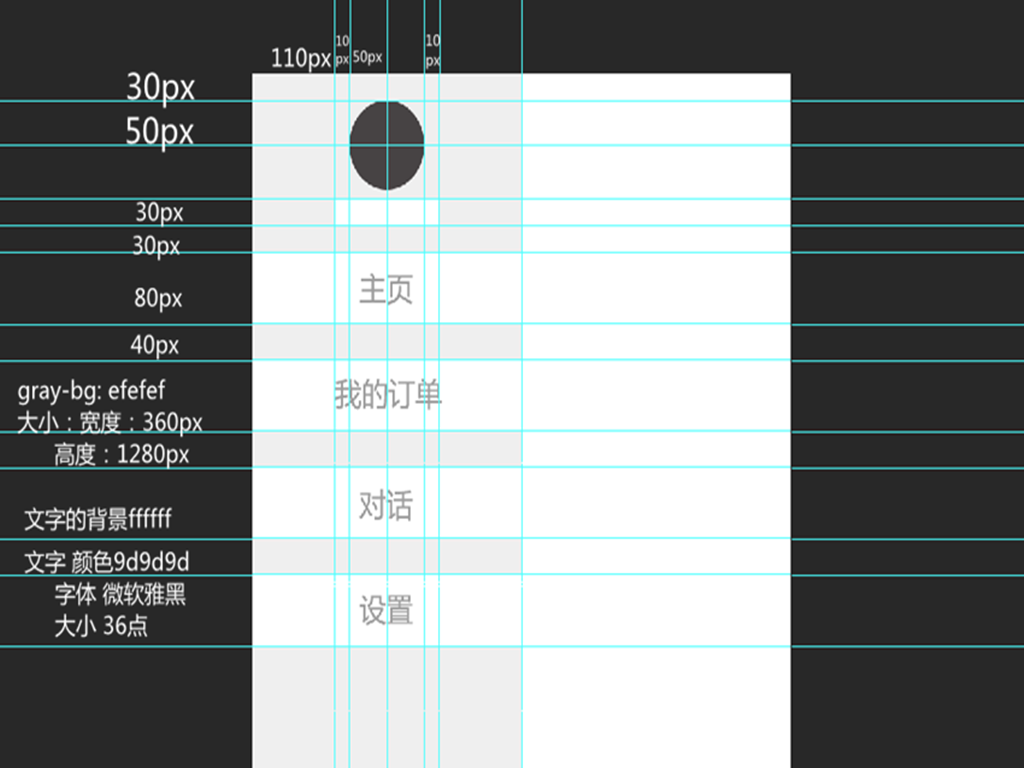 10
px
10
px
110px
50px
30px
50px
30px
30px
80px
40px
gray-bg: efefef
大小：宽度：360px
高度：1280px
文字的背景ffffff
文字 颜色9d9d9d
字体 微软雅黑
大小 36点
主页
我的订单
对话
设置